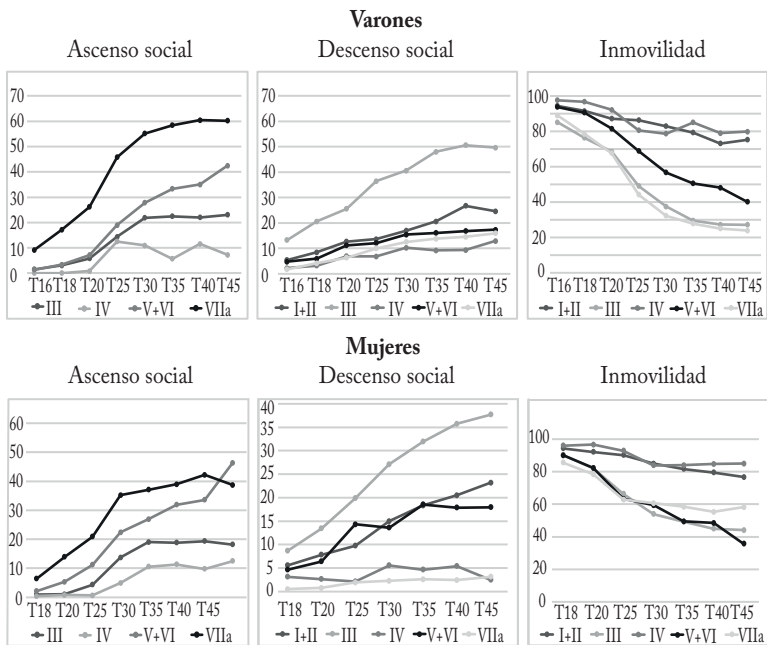 Varones
Ascenso social
70
60
50
40
30
20
10
0
T16 T18 T20 T25 T30 T35 T40 T45
III IV V+VI VIIa
Descenso social
70
60
50
40
30
20
10
0
T16 T18 T20 T25 T30 T35 T40 T45
I+II III IV V+VI VIIa
Inmovilidad
100
80
60
40
20
0
T16 T18 T20 T25 T30 T35 T40 T45
I+II III IV V+VI VIIa
Mujeres
Ascenso social
60
50
40
30
20
10
0
T18 T20 T25 T30 T35 T40 T45
III IV V+VI VIIa
Descenso social
40
35
30
25
20
15
10
5
0
T18 T20 T25 T30 T35 T40 T45
I+II III IV V+VI VIIa
Inmovilidad
100
80
60
40
20
0
T18 T20 T25 T30 T35 T40 T45
I+II III IV V+VI VIIa